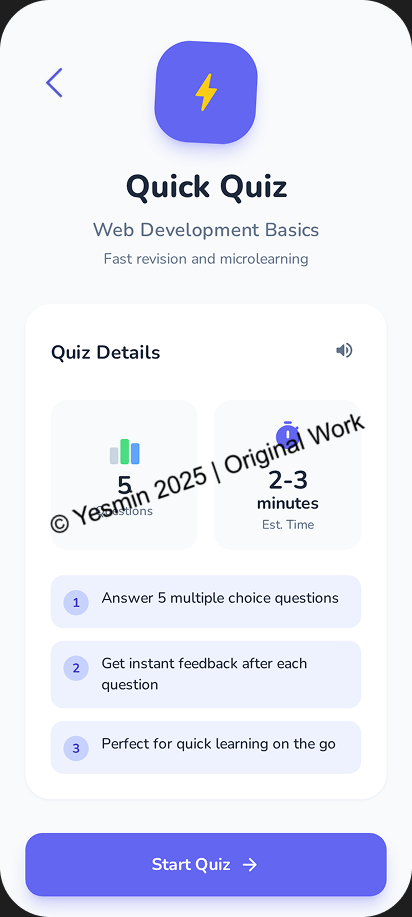 Quick Quiz
Web Development Basics
Fast revision and microlearning
Quiz Details
5
Questions
2-3
minutes
Est. Time
© Yesmin 2025 | Original Work
1 Answer 5 multiple choice questions
2 Get instant feedback after each
question
3 Perfect for quick learning on the go
Start Quiz →